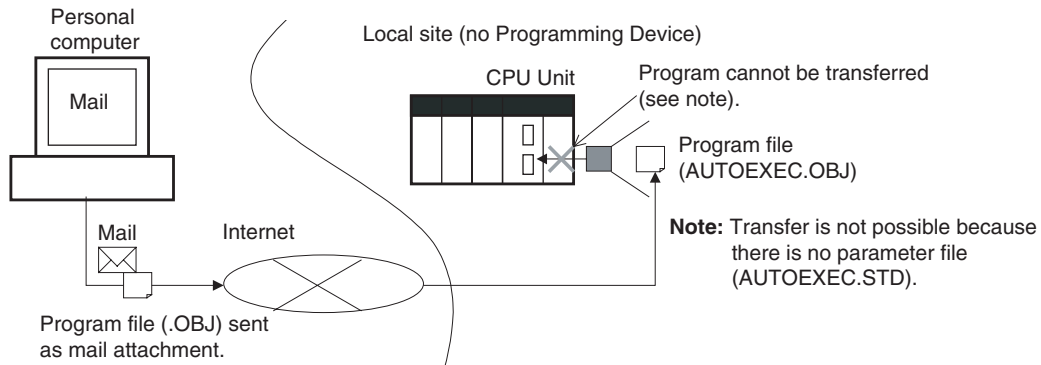 Personal
computer
Mail
Mail
Program file (.OBJ) sent
as mail attachment.
Internet
Local site (no Programming Device)
CPU Unit
Program cannot be transferred
(see note).
Program file
(AUTOEXEC.OBJ)
Note: Transfer is not possible because
there is no parameter file
(AUTOEXEC.STD).